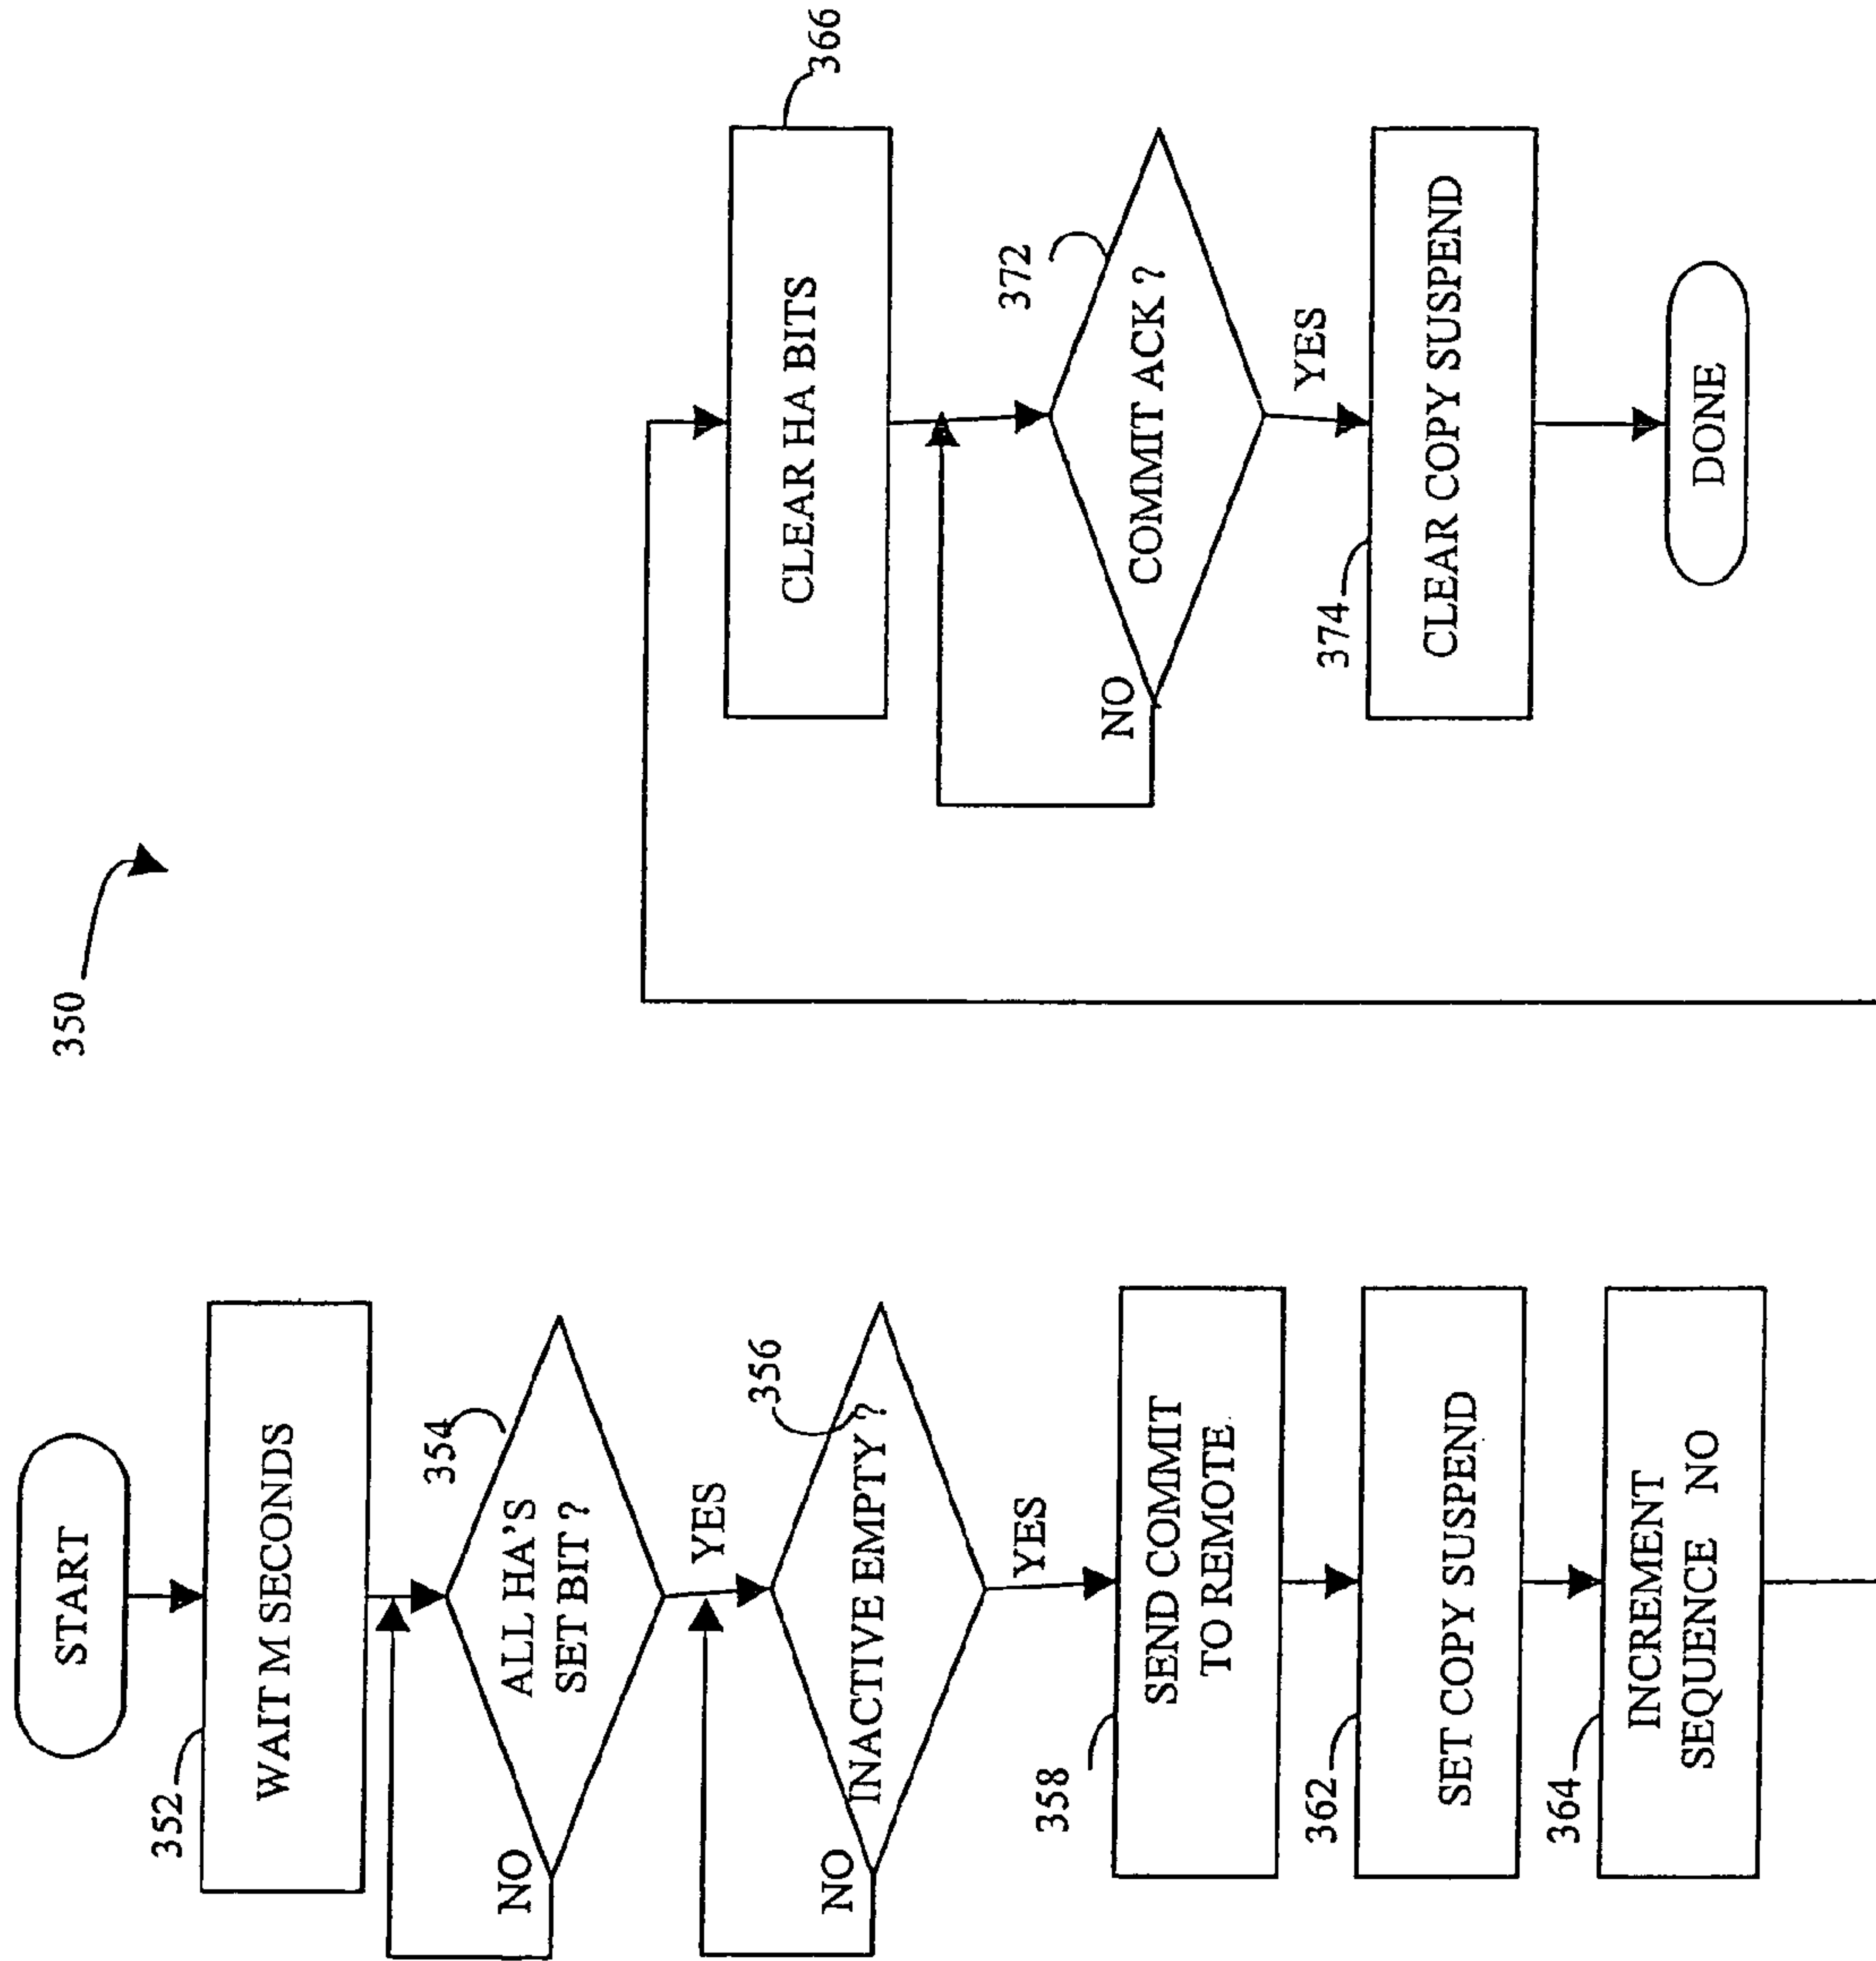 350
START
352
WAIT M SECONDS
354
ALL HA'S
SET BIT ?
NO
YES
356
INACTIVE EMPTY ?
NO
YES
358
SEND COMMIT
TO REMOTE
362
SET COPY SUSPEND
364
INCREMENT
SEQUENCE NO
366
CLEAR HA BITS
372
COMMIT ACK ?
NO
YES
374
CLEAR COPY SUSPEND
DONE